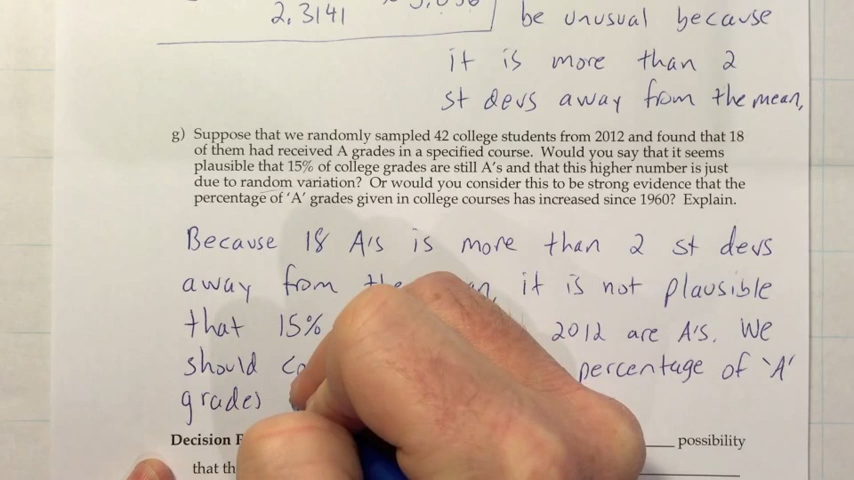 2.3141
be unusual because
it is more than 2
st devs away from the mean,
g) Suppose that we randomly sampled 42 college students from 2012 and found that 18
of them had received A grades in a specified course. Would you say that it seems
plausible that 15% of college grades are still A's and that this higher number is just
due to random variation? Or would you consider this to be strong evidence that the
percentage of 'A' grades given in college courses has increased since 1960? Explain.
Because 18 A's is more than 2 st devs
away from it is not plausible
that 15% 2012 are A's. We
should percentage of 'A'
grades
Decision possibility
that